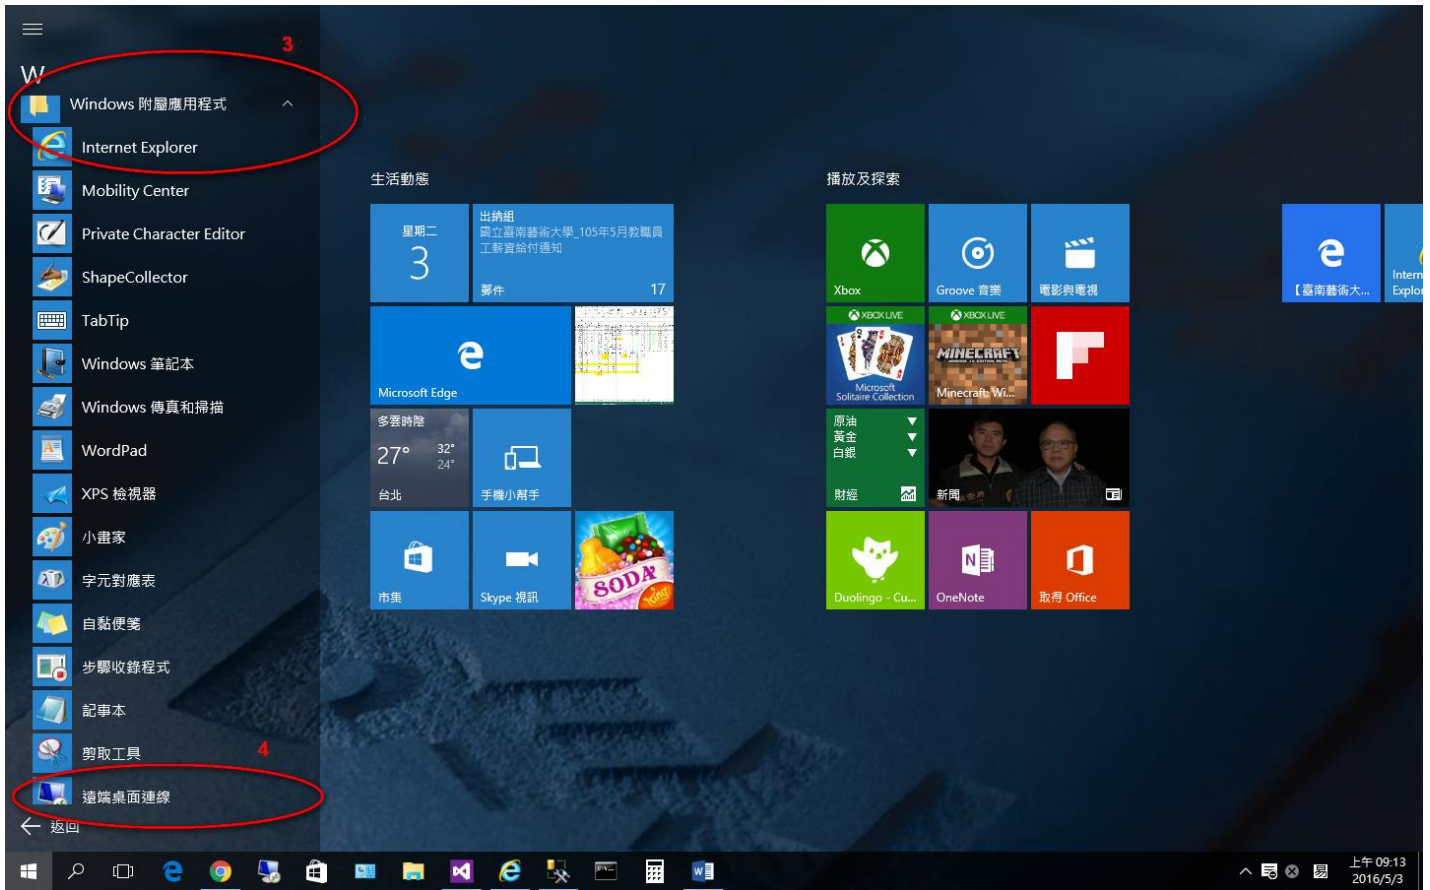 3
W
Windows 附屬應用程式
Internet Explorer
Mobility Center
Private Character Editor
ShapeCollector
TabTip
Windows 筆記本
Windows 傳真和掃描
WordPad
XPS 檢視器
小畫家
字元對應表
自黏便箋
步驟收錄程式
記事本
剪取工具
4
遠端桌面連線
返回
生活動態
星期二
3
出納組
國立臺南藝術大學_105年5月教職員
工薪資給付通知
郵件
17
Microsoft Edge
多雲時陰
27°
32°
24°
台北
手機小幫手
市集
Skype 視訊
SODA
King
播放及探索
Xbox
Groove 音樂
電影與電視
XBOX LIVE
Microsoft
Solitaire Collection
XBOX LIVE
MINECRAFT
Minecraft: Wi...
原油
黃金
白銀
財經
新聞
Duolingo - Cu...
N
OneNote
取得 Office
【臺南藝術大...
Intern
Explo
上午 09:13
2016/5/3
易